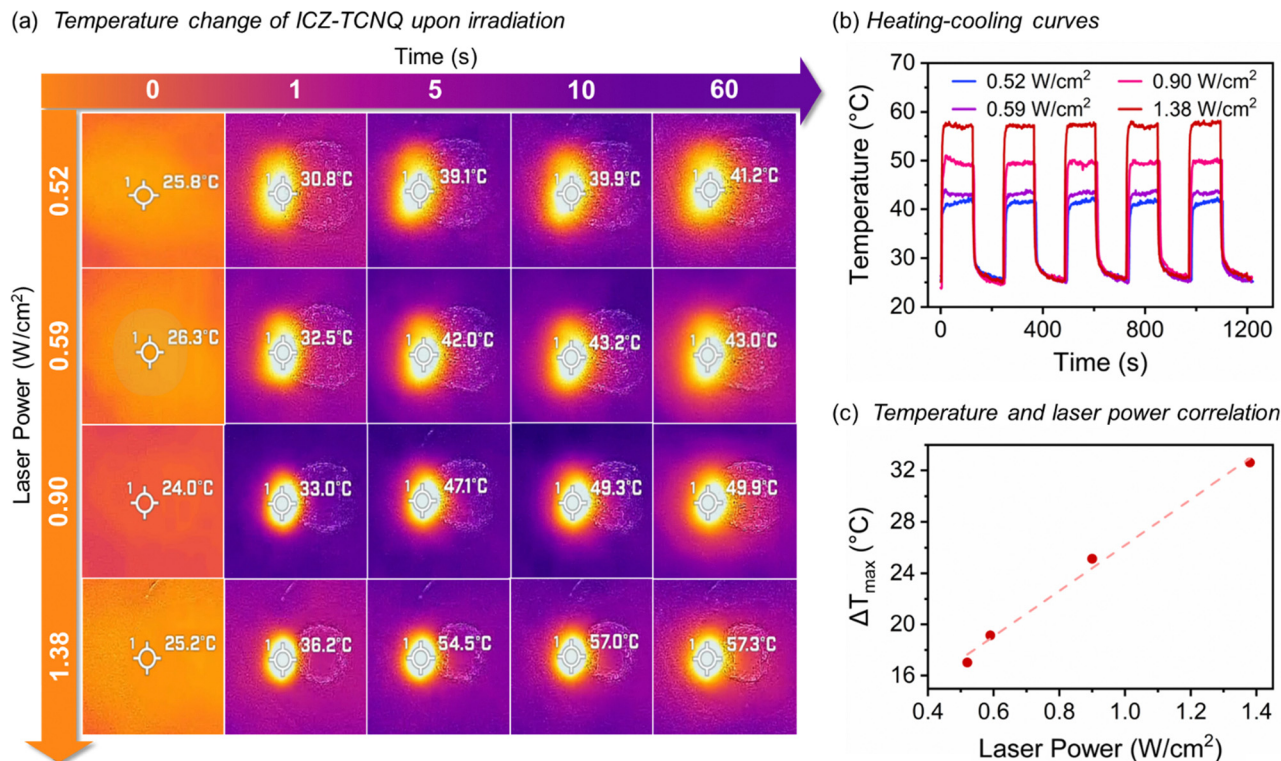 (a) Temperature change of ICZ-TCNQ upon irradiation
Time (s)
0 1 5 10 60
Laser Power (W/cm²)
0.52
1 25.8°C 1 30.8°C 1 39.1°C 1 39.9°C 1 41.2°C
0.59
1 26.3°C 1 32.5°C 1 42.0°C 1 43.2°C 1 43.0°C
0.90
1 24.0°C 1 33.0°C 1 47.1°C 1 49.3°C 1 49.9°C
1.38
1 25.2°C 1 36.2°C 1 54.5°C 1 57.0°C 1 57.3°C
(b) Heating-cooling curves
Temperature (°C)
70
60
50
40
30
20
0.52 W/cm² 0.90 W/cm²
0.59 W/cm² 1.38 W/cm²
0 400 800 1200
Time (s)
(c) Temperature and laser power correlation
ΔTmax (°C)
32
28
24
20
16
0.4 0.6 0.8 1.0 1.2 1.4
Laser Power (W/cm²)